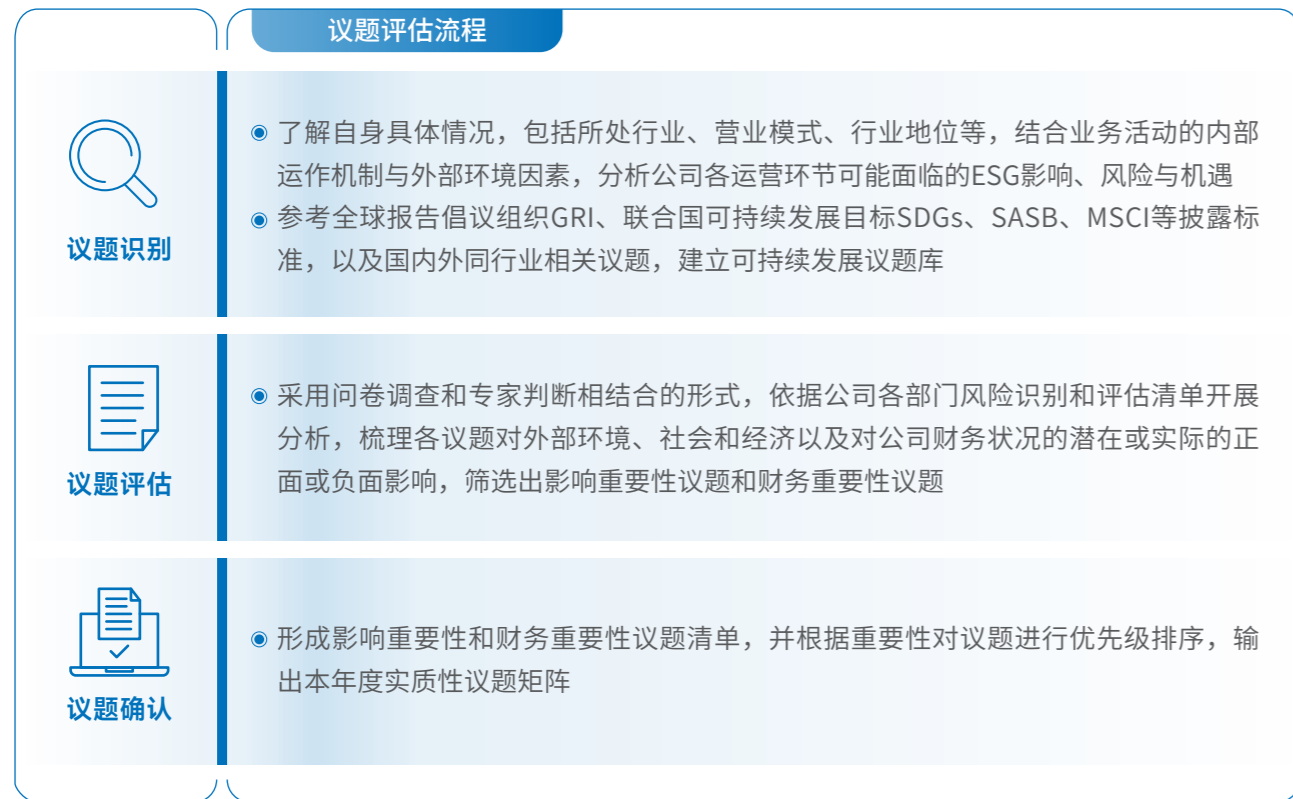 议题评估流程
了解自身具体情况，包括所处行业、营业模式、行业地位等，结合业务活动的内部
运作机制与外部环境因素，分析公司各运营环节可能面临的ESG影响、风险与机遇
参考全球报告倡议组织GRI、联合国可持续发展目标SDGs、SASB、MSCI等披露标
准，以及国内外同行业相关议题，建立可持续发展议题库
议题识别
采用问卷调查和专家判断相结合的形式，依据公司各部门风险识别和评估清单开展
分析，梳理各议题对外部环境、社会和经济以及对公司财务状况的潜在或实际的正
面或负面影响，筛选出影响重要性议题和财务重要性议题
议题评估
形成影响重要性和财务重要性议题清单，并根据重要性对议题进行优先级排序，输
出本年度实质性议题矩阵
议题确认